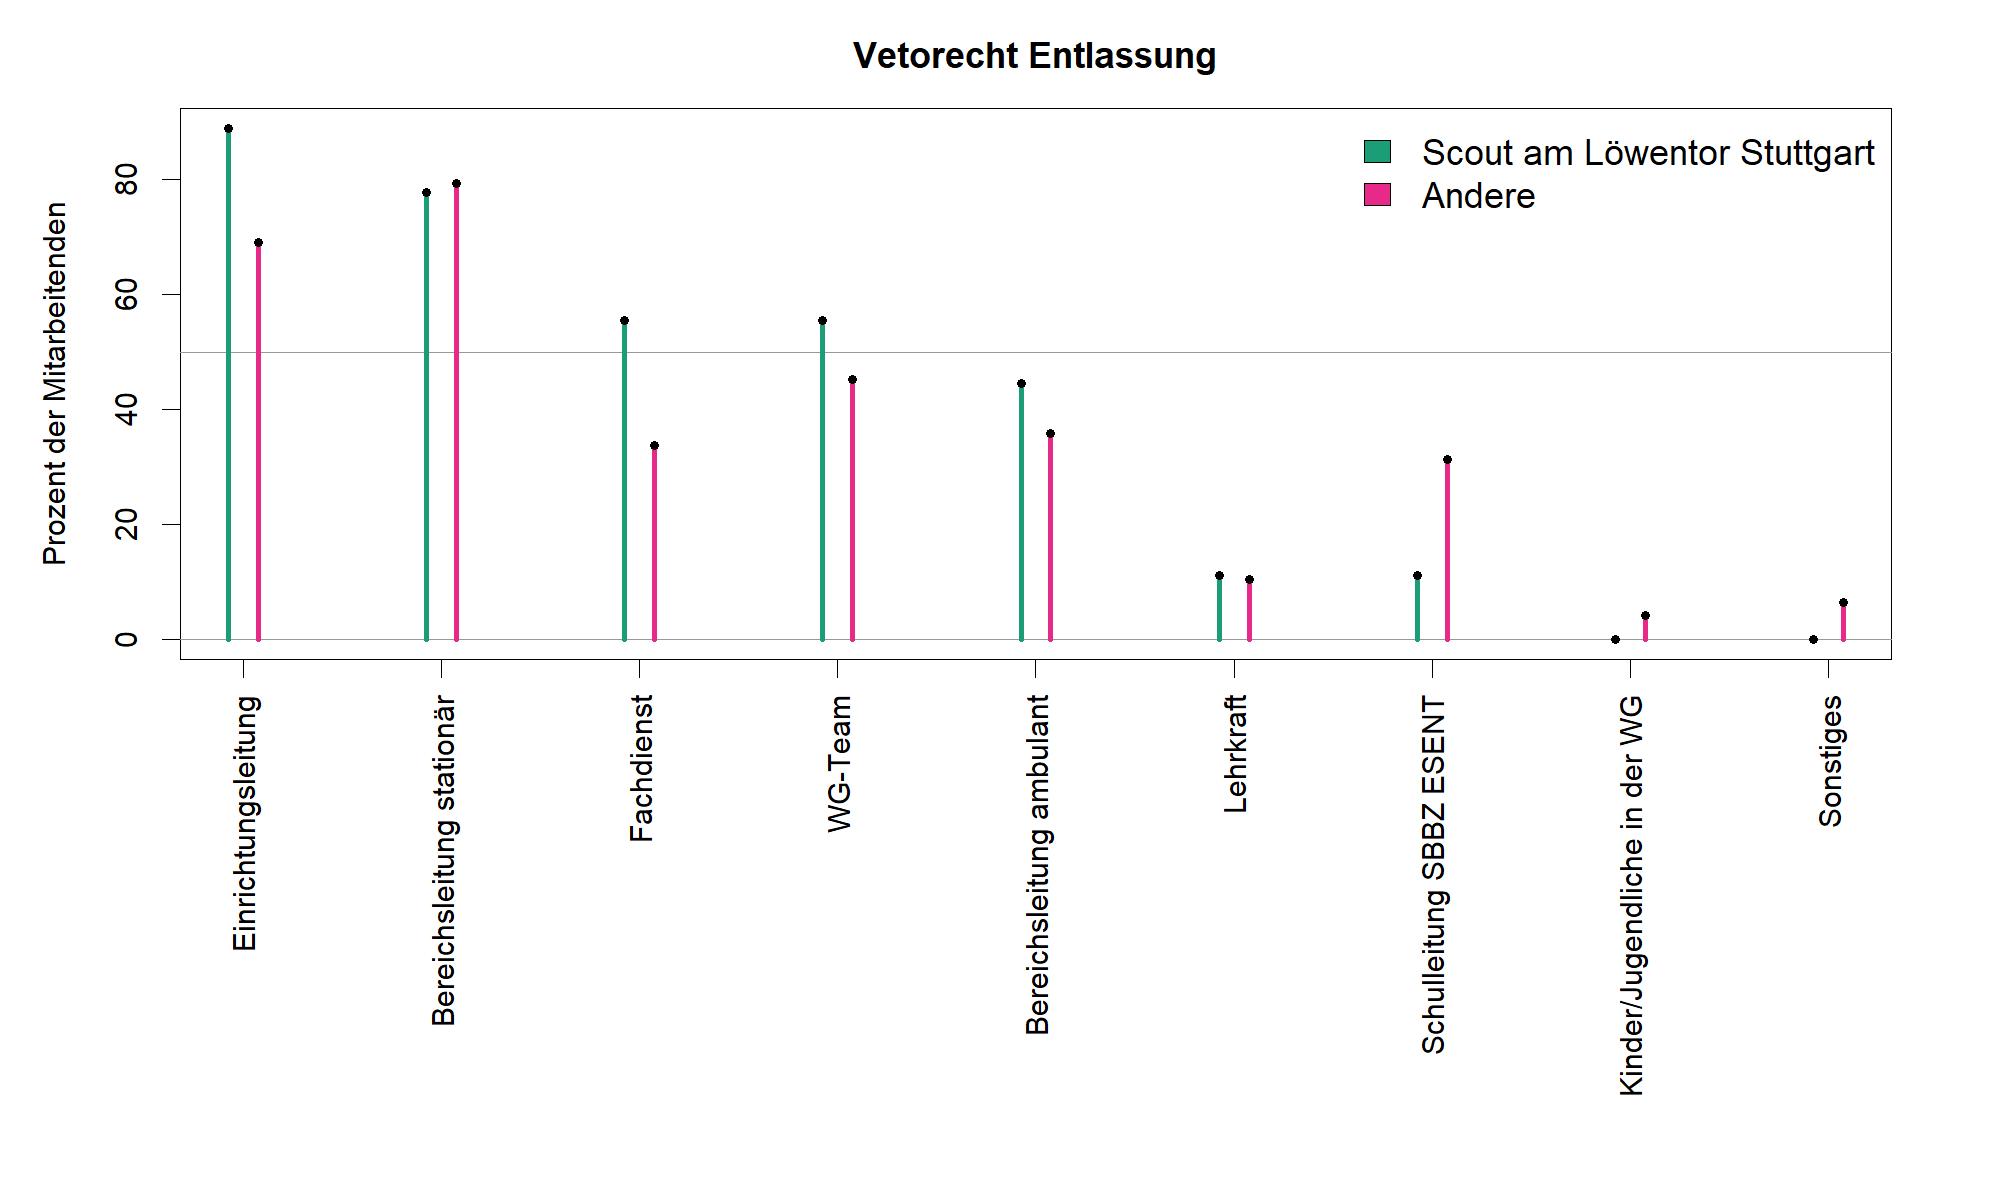 Vetorecht Entlassung
Scout am Löwentor Stuttgart
Andere
Prozent der Mitarbeitenden
80
60
40
20
0
Einrichtungsleitung
Bereichsleitung stationär
Fachdienst
WG-Team
Bereichsleitung ambulant
Lehrkraft
Schulleitung SBBZ ESENT
Kinder/Jugendliche in der WG
Sonstiges